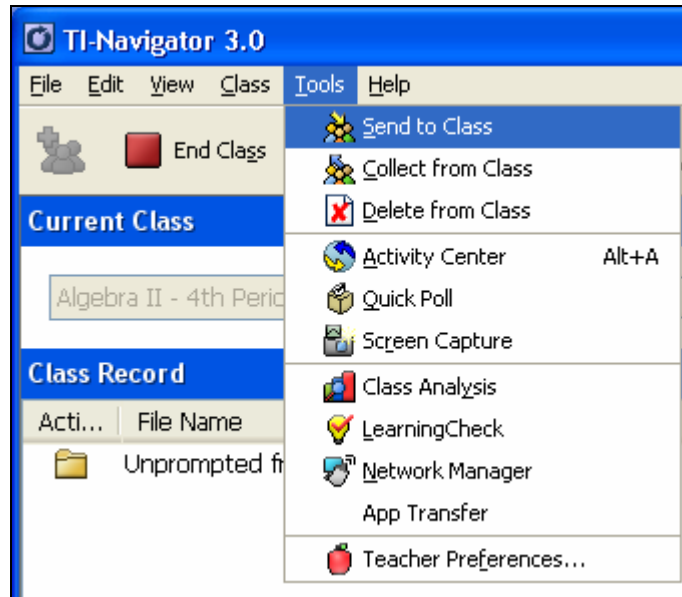 TI-Navigator 3.0
File Edit View Class Tools Help
End Class
Current Class
Algebra II - 4th Peric
Class Record
Acti... File Name
Unprompted fr
Send to Class
Collect from Class
Delete from Class
Activity Center Alt+A
Quick Poll
Screen Capture
Class Analysis
LearningCheck
Network Manager
App Transfer
Teacher Preferences...